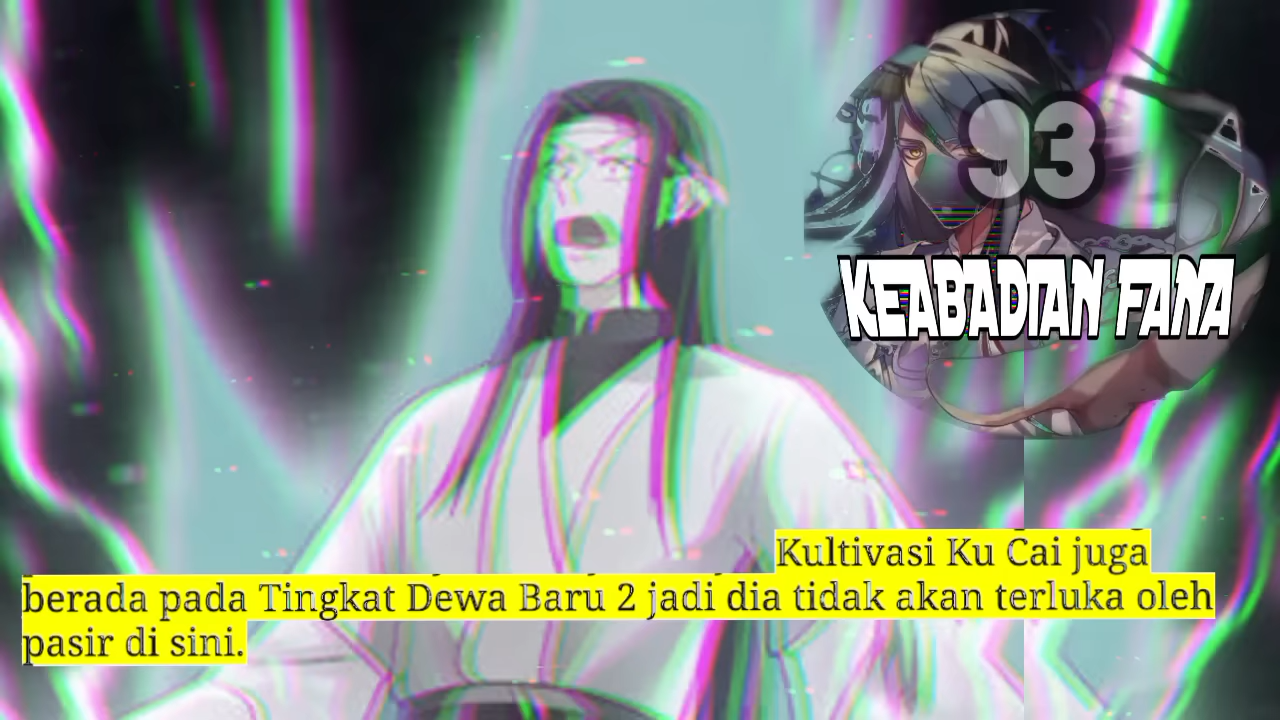 93
KEABADIAN FANA
Kultivasi Ku Cai juga
berada pada Tingkat Dewa Baru 2 jadi dia tidak akan terluka oleh
pasir di sini.